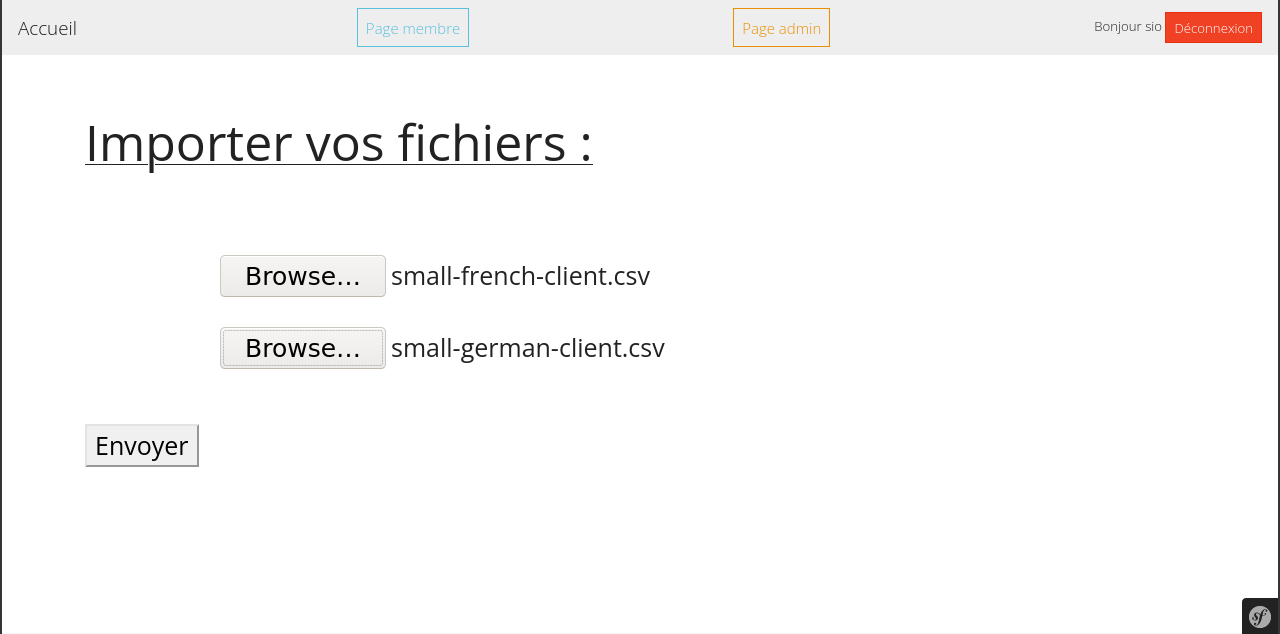 Accueil
Page membre
Page admin
Bonjour sio
Déconnexion
Importer vos fichiers :
Browse... small-french-client.csv
Browse... small-german-client.csv
Envoyer
sf